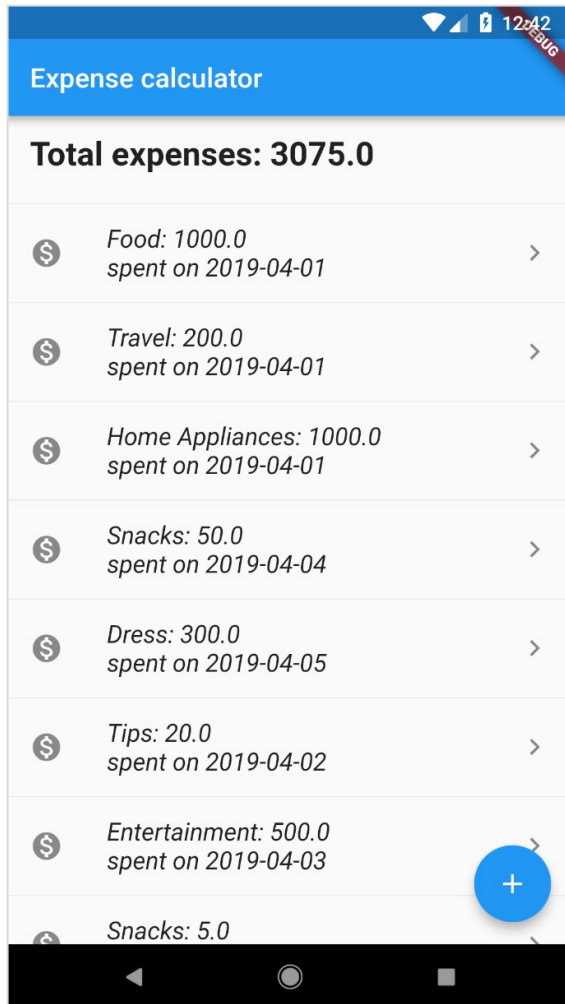 12:42
DEBUG
Expense calculator
Total expenses: 3075.0
Food: 1000.0
spent on 2019-04-01
Travel: 200.0
spent on 2019-04-01
Home Appliances: 1000.0
spent on 2019-04-01
Snacks: 50.0
spent on 2019-04-04
Dress: 300.0
spent on 2019-04-05
Tips: 20.0
spent on 2019-04-02
Entertainment: 500.0
spent on 2019-04-03
Snacks: 5.0